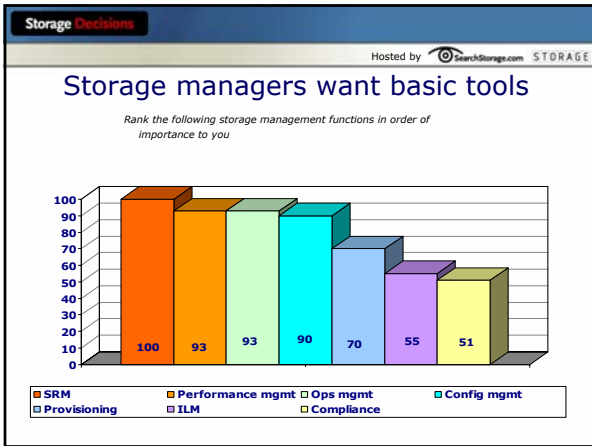 Storage Decisions
Hosted by SearchStorage.com STORAGE
Storage managers want basic tools
Rank the following storage management functions in order of
importance to you
100
90
80
70
60
50
40
30
20
10
0
100 93 93 90 70 55 51
SRM Performance mgmt Ops mgmt Config mgmt
Provisioning ILM Compliance